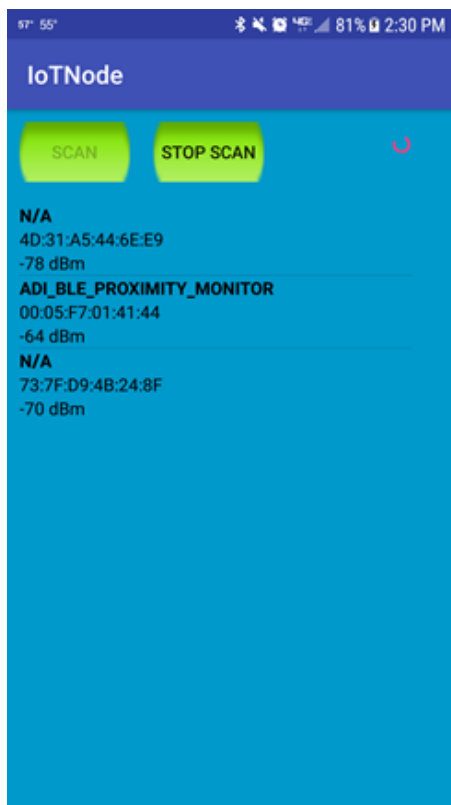 57° 55° 81% 2:30 PM
IoTNode
SCAN STOP SCAN
N/A
4D:31:A5:44:6E:E9
-78 dBm
ADI_BLE_PROXIMITY_MONITOR
00:05:F7:01:41:44
-64 dBm
N/A
73:7F:D9:4B:24:8F
-70 dBm